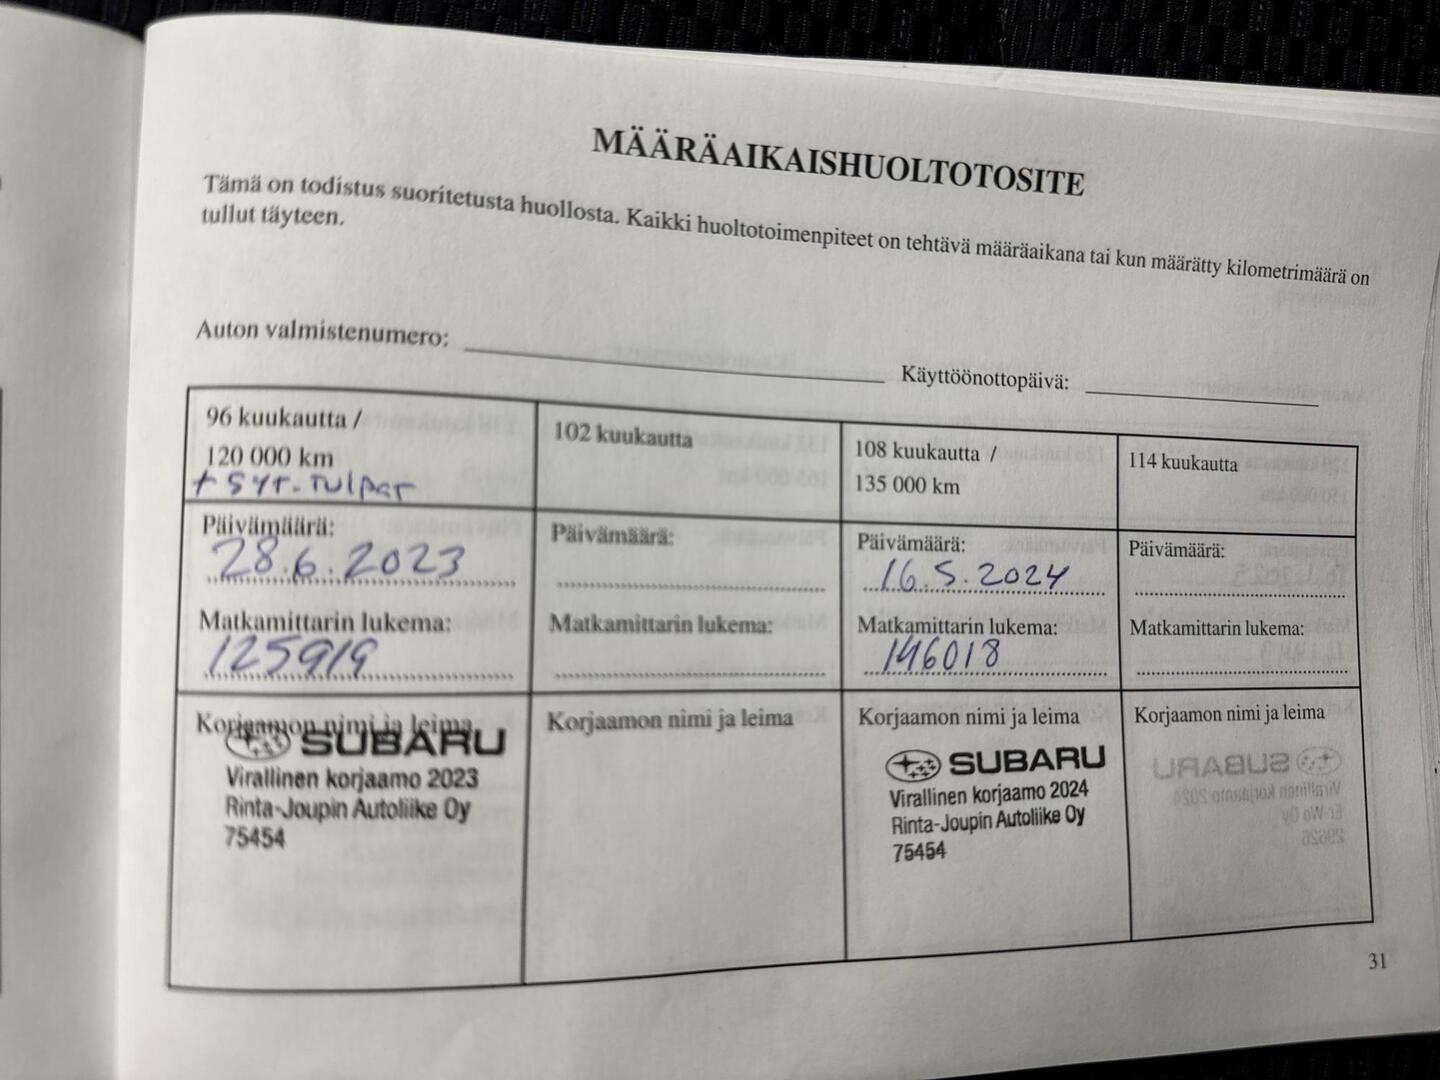 MÄÄRÄAIKAISHUOLTOTOSITE
Tämä on todistus suoritetusta huollosta. Kaikki huoltotoimenpiteet on tehtävä määräaikana tai kun määrätty kilometrimäärä on
tullut täyteen.
Auton valmistenumero:
Käyttöönottopäivä:
96 kuukautta /
120 000 km
+ syt. tulpat
Päivämäärä:
28.6.2023
Matkamittarin lukema:
125919
Korjaamon nimi ja leima
SUBARU
Virallinen korjaamo 2023
Rinta-Joupin Autoliike Oy
75454
102 kuukautta
Päivämäärä:
Matkamittarin lukema:
Korjaamon nimi ja leima
108 kuukautta /
135 000 km
Päivämäärä:
16.5.2024
Matkamittarin lukema:
146018
Korjaamon nimi ja leima
SUBARU
Virallinen korjaamo 2024
Rinta-Joupin Autoliike Oy
75454
114 kuukautta
Päivämäärä:
Matkamittarin lukema:
Korjaamon nimi ja leima
SUBARU
31